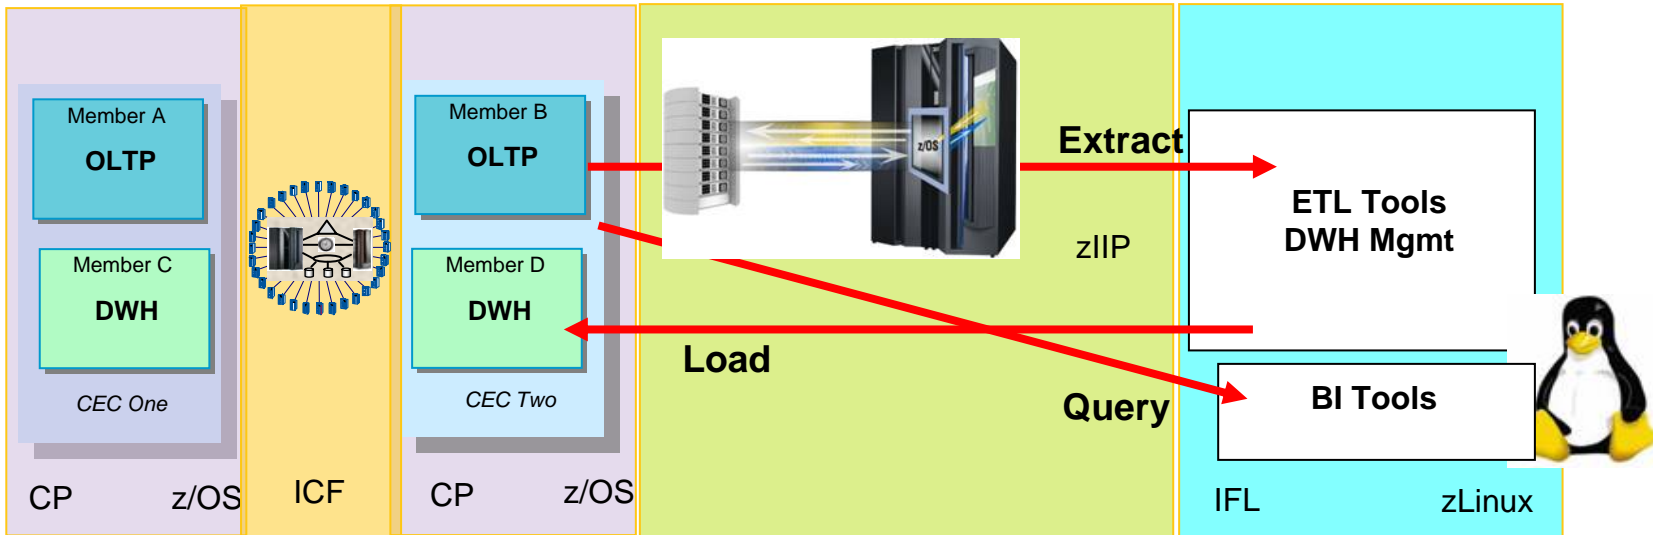 Member A
OLTP
Member C
DWH
CEC One
CP
z/OS
ICF
Member B
OLTP
Member D
DWH
CEC Two
CP
z/OS
z/OS
Extract
zIIP
Load
Query
ETL Tools
DWH Mgmt
BI Tools
IFL
zLinux